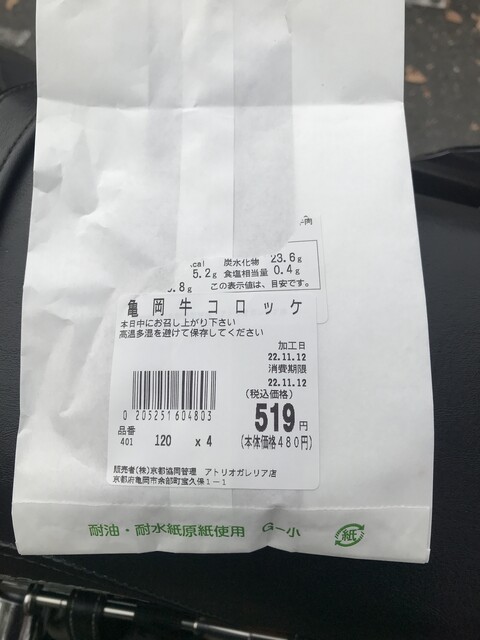 cal 炭水化物 23.6g
5.2g 食塩相当量 0.4g
.8g この表示値は、目安です。
亀岡牛コロッケ
本日中にお召し上がり下さい
高温多湿を避けて保存してください
加工日
22.11.12
消費期限
22.11.12
(税込価格)
519円
(本体価格480円)
0 205251 604803
品番
401 120 x 4
販売者(株)京都協同管理 アトリオガレリア店
京都府亀岡市余部町宝久保1-1
耐油・耐水紙原紙使用 G-小
紙